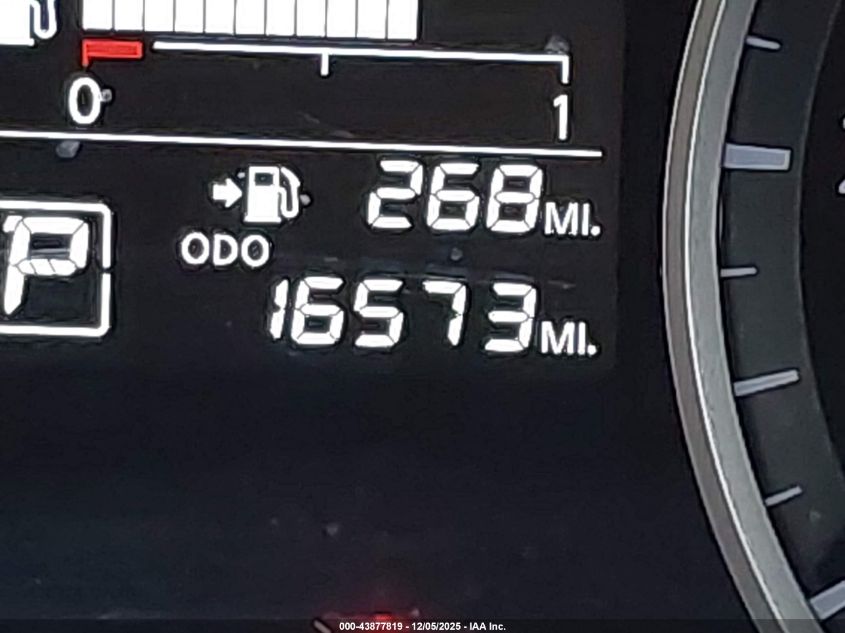 0 1
268 MI.
P
ODO
16573 MI.
000-43877819 - 12/05/2025 - IAA Inc.